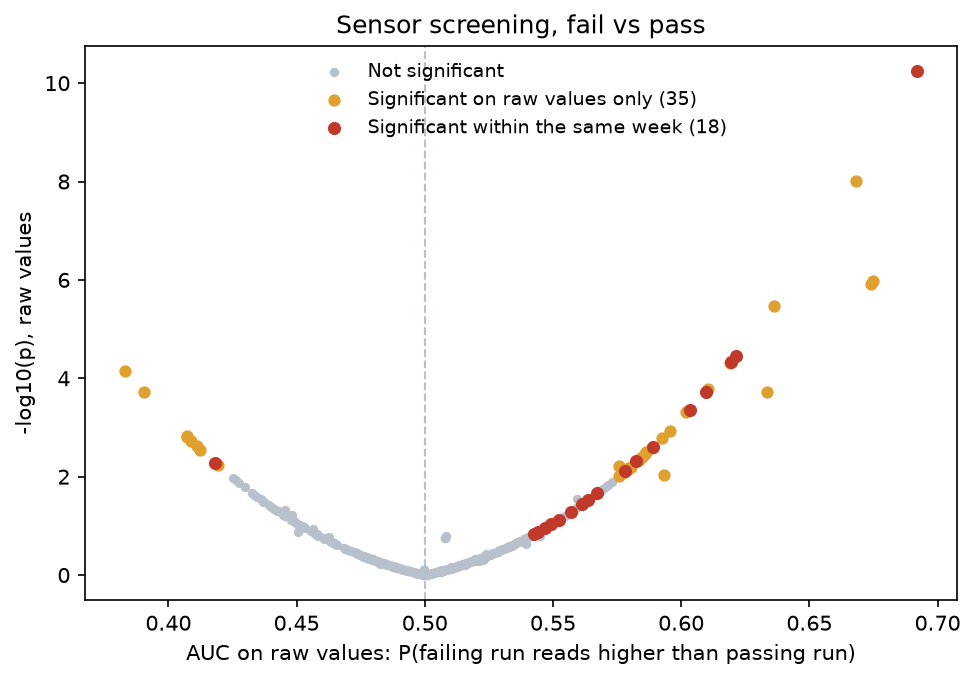 Sensor screening, fail vs pass
Not significant
Significant on raw values only (35)
Significant within the same week (18)
-log10(p), raw values
10
8
6
4
2
0
0.40 0.45 0.50 0.55 0.60 0.65 0.70
AUC on raw values: P(failing run reads higher than passing run)